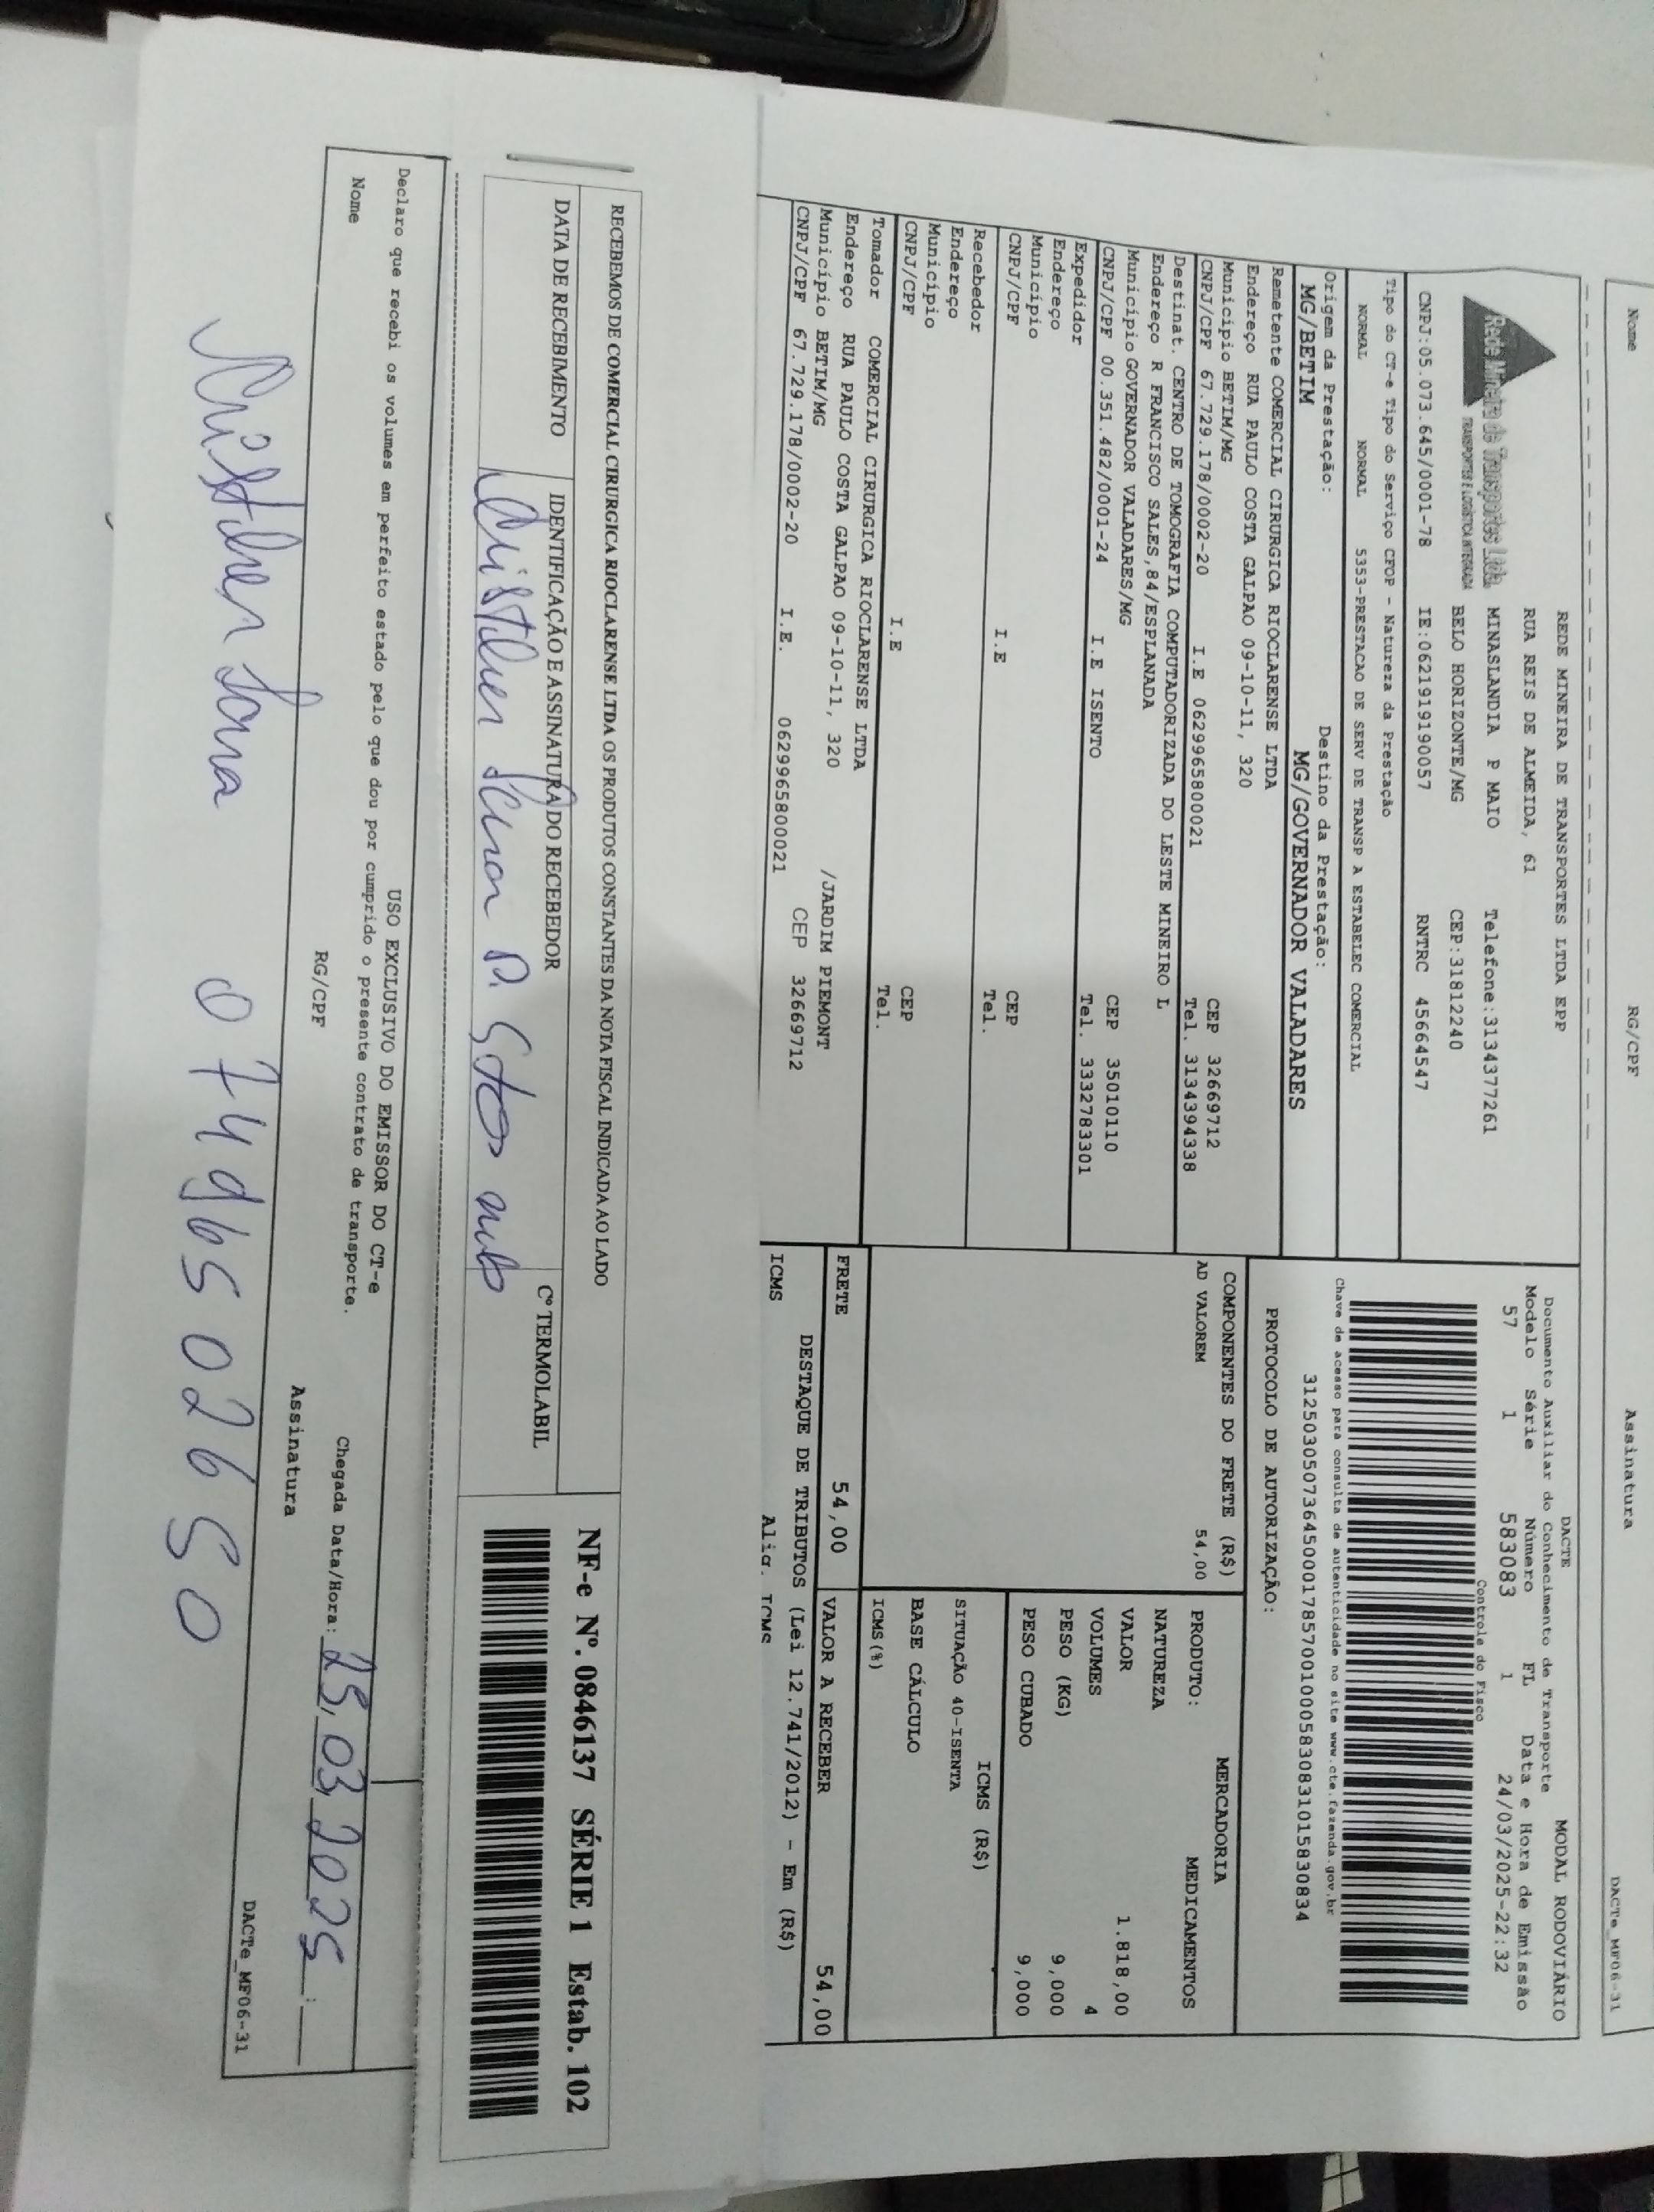 Nome RG/CPF Assinatura DACTe_MF06-31
Rede Mineira de Transportes Ltda.
TRANSPORTES E LOGÍSTICA INTEGRADA
REDE MINEIRA DE TRANSPORTES LTDA EPP
RUA REIS DE ALMEIDA, 61
MINASLANDIA P MAIO Telefone:3134377261
BELO HORIZONTE/MG CEP:31812240
CNPJ:05.073.645/0001-78 IE:0621919190057 RNTRC 45664547
DACTE MODAL RODOVIÁRIO
Documento Auxiliar do Conhecimento de Transporte
Modelo Série Número FL Data e Hora de Emissão
57 1 583083 1 24/03/2025-22:32
Controle do Fisco
Tipo do CT-e Tipo do Serviço CFOP - Natureza da Prestação
NORMAL NORMAL 5353-PRESTACAO DE SERV DE TRANSP A ESTABELEC COMERCIAL
Chave de acesso para consulta de autenticidade no site www.cte.fazenda.gov.br
31250305073645000178570010005830831015830834
Origem da Prestação: Destino da Prestação:
MG/BETIM MG/GOVERNADOR VALADARES
PROTOCOLO DE AUTORIZAÇÃO:
Remetente COMERCIAL CIRURGICA RIOCLARENSE LTDA
Endereço RUA PAULO COSTA GALPAO 09-10-11, 320
Município BETIM/MG CEP 32669712
CNPJ/CPF 67.729.178/0002-20 I.E 0629965800021 Tel. 3134394338
Destinat. CENTRO DE TOMOGRAFIA COMPUTADORIZADA DO LESTE MINEIRO L
Endereço R FRANCISCO SALES,84/ESPLANADA
Município GOVERNADOR VALADARES/MG CEP 35010110
CNPJ/CPF 00.351.482/0001-24 I.E ISENTO Tel. 3332783301
Expedidor
Endereço
Município CEP
CNPJ/CPF I.E Tel.
Recebedor
Endereço
Município CEP
CNPJ/CPF I.E Tel.
Tomador COMERCIAL CIRURGICA RIOCLARENSE LTDA
Endereço RUA PAULO COSTA GALPAO 09-10-11, 320 /JARDIM PIEMONT
Município BETIM/MG CEP 32669712
CNPJ/CPF 67.729.178/0002-20 I.E. 0629965800021
COMPONENTES DO FRETE (R$)
AD VALOREM 54,00
MERCADORIA
PRODUTO: MEDICAMENTOS
NATUREZA
VALOR 1.818,00
VOLUMES 4
PESO (KG) 9,000
PESO CUBADO 9,000
ICMS (R$)
SITUAÇÃO 40-ISENTA
BASE CÁLCULO
ICMS(%)
FRETE 54,00 VALOR A RECEBER 54,00
DESTAQUE DE TRIBUTOS (Lei 12.741/2012) - Em (R$)
ICMS Aliq. ICMS
RECEBEMOS DE COMERCIAL CIRURGICA RIOCLARENSE LTDA OS PRODUTOS CONSTANTES DA NOTA FISCAL INDICADA AO LADO
DATA DE RECEBIMENTO IDENTIFICAÇÃO E ASSINATURA DO RECEBEDOR Cº TERMOLABIL
NF-e Nº. 0846137 SÉRIE 1 Estab. 102
USO EXCLUSIVO DO EMISSOR DO CT-e
Declaro que recebi os volumes em perfeito estado pelo que dou por cumprido o presente contrato de transporte.
Chegada Data/Hora: 25,03,2025 :
Nome RG/CPF Assinatura
DACTe_MF06-31